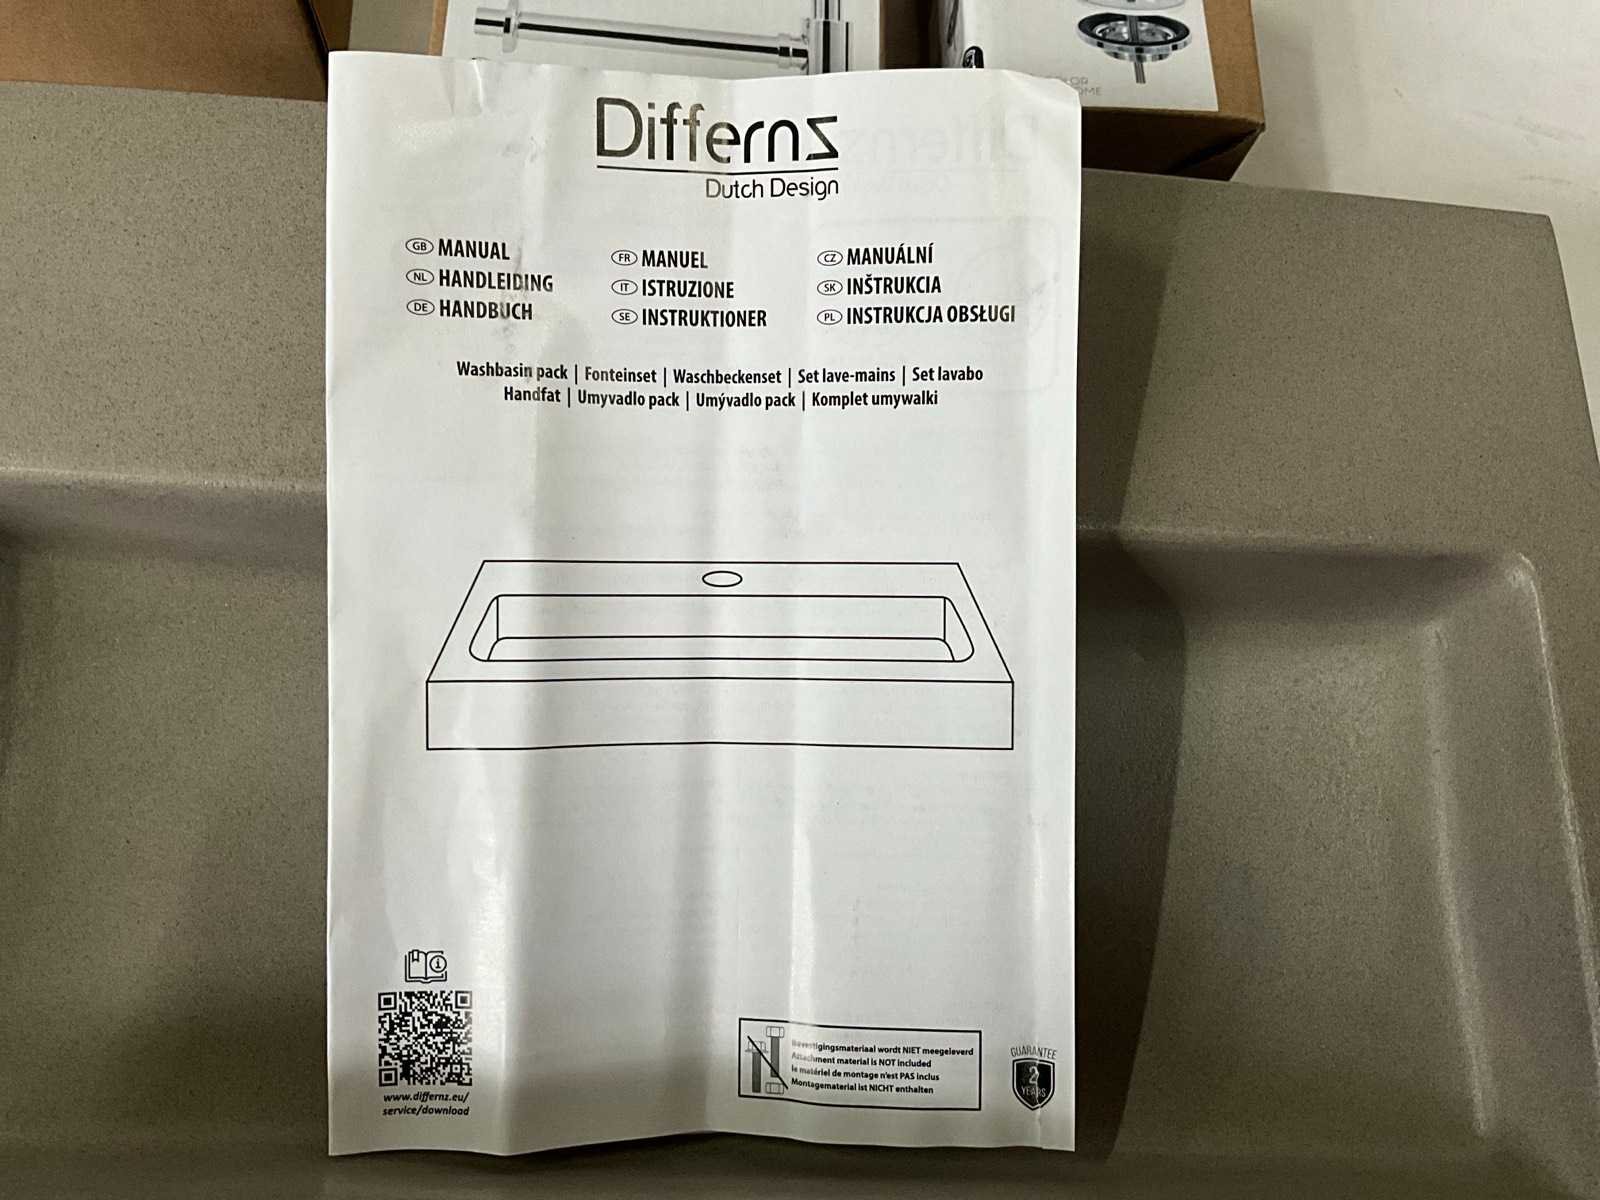 Differnz
Dutch Design
GB MANUAL
NL HANDLEIDING
DE HANDBUCH
FR MANUEL
IT ISTRUZIONE
SE INSTRUKTIONER
CZ MANUÁLNÍ
SK INŠTRUKCIA
PL INSTRUKCJA OBSŁUGI
Washbasin pack | Fonteinset | Waschbeckenset | Set lave-mains | Set lavabo
Handfat | Umyvadlo pack | Umývadlo pack | Komplet umywalki
www.differnz.eu/
service/download
Bevestigingsmateriaal wordt NIET meegeleverd
Attachment material is NOT included
le matériel de montage n'est PAS inclus
Montagematerial ist NICHT enthalten
GUARANTEE
2
YEARS